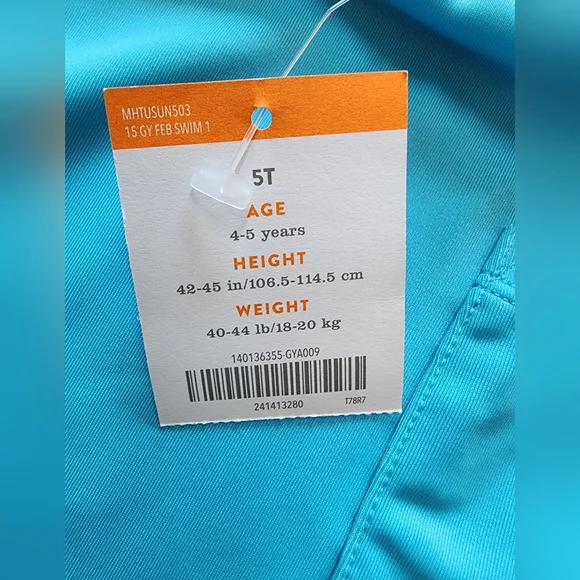 MHTUSUN503
15 GY FEB SWIM 1
5T
AGE
4-5 years
HEIGHT
42-45 in/106.5-114.5 cm
WEIGHT
40-44 lb/18-20 kg
140136355-GYA009
241413280 T78R7